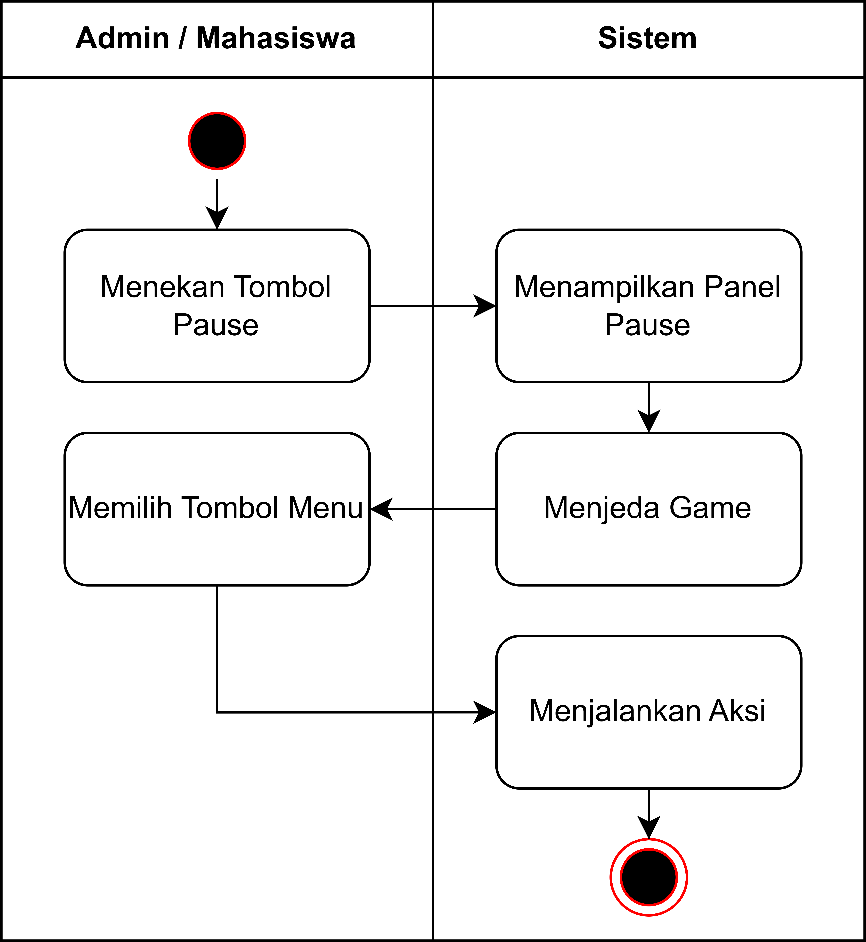 Admin / Mahasiswa
Sistem
Menekan Tombol
Pause
Menampilkan Panel
Pause
Memilih Tombol Menu
Menjeda Game
Menjalankan Aksi